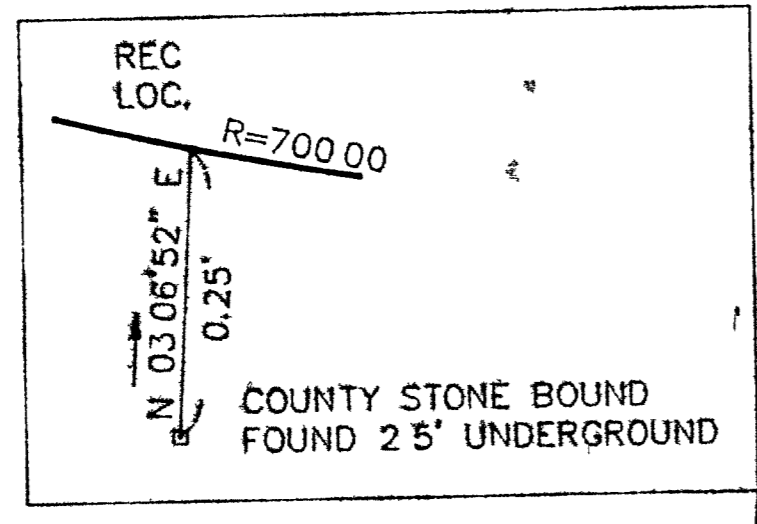 REC
LOC.
R=700 00
N 03 06'52" E
0.25'
COUNTY STONE BOUND
FOUND 2 5' UNDERGROUND